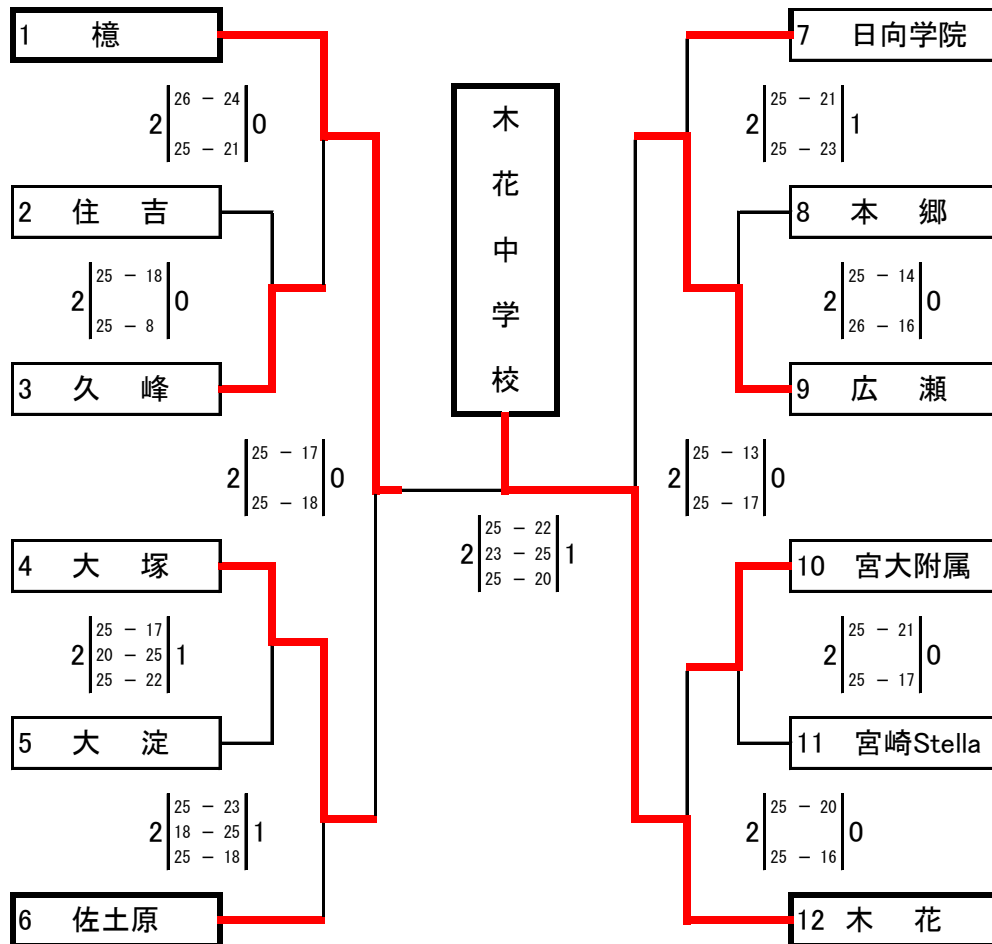 1 檍
26 － 24
2 0
25 － 21
2 住 吉
25 － 18
2 0
25 － 8
3 久 峰
25 － 17
2 0
25 － 18
4 大 塚
25 － 17
2 20 － 25 1
25 － 22
5 大 淀
25 － 23
2 18 － 25 1
25 － 18
6 佐土原
木
花
中
学
校
25 － 22
2 23 － 25 1
25 － 20
7 日向学院
25 － 21
2 1
25 － 23
8 本 郷
25 － 14
2 0
26 － 16
9 広 瀬
25 － 13
2 0
25 － 17
10 宮大附属
25 － 21
2 0
25 － 17
11 宮崎Stella
25 － 20
2 0
25 － 16
12 木 花